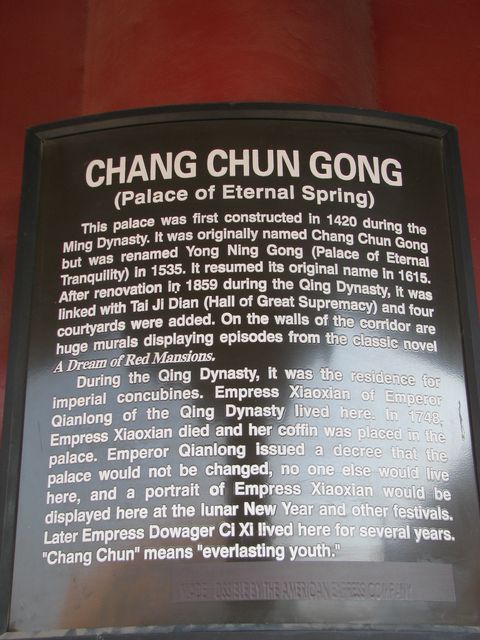 CHANG CHUN GONG
(Palace of Eternal Spring)
This palace was first constructed in 1420 during the
Ming Dynasty. It was originally named Chang Chun Gong
but was renamed Yong Ning Gong (Palace of Eternal
Tranquility) in 1535. It resumed its original name in 1615.
After renovation in 1859 during the Qing Dynasty, it was
linked with Tai Ji Dian (Hall of Great Supremacy) and four
courtyards were added. On the walls of the corridor are
huge murals displaying episodes from the classic novel
A Dream of Red Mansions.
During the Qing Dynasty, it was the residence for
imperial concubines. Empress Xiaoxian of Emperor
Qianlong of the Qing Dynasty lived here. In 1748,
Empress Xiaoxian died and her coffin was placed in the
palace. Emperor Qianlong issued a decree that the
palace would not be changed, no one else would live
here, and a portrait of Empress Xiaoxian would be
displayed here at the lunar New Year and other festivals.
Later Empress Dowager Ci Xi lived here for several years.
"Chang Chun" means "everlasting youth."
MADE POSSIBLE BY THE AMERICAN EXPRESS COMPANY